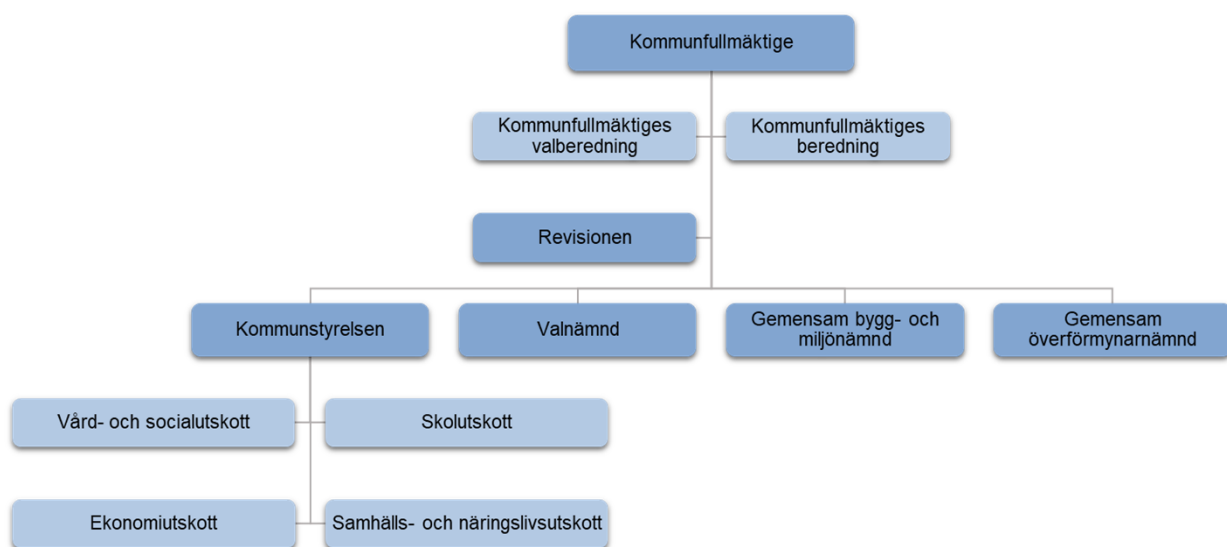 Kommunfullmäktige
Kommunfullmäktiges
valberedning
Kommunfullmäktiges
beredning
Revisionen
Kommunstyrelsen
Valnämnd
Gemensam bygg- och
miljönämnd
Gemensam
överförmynarnämnd
Vård- och socialutskott
Skolutskott
Ekonomiutskott
Samhälls- och näringslivsutskott